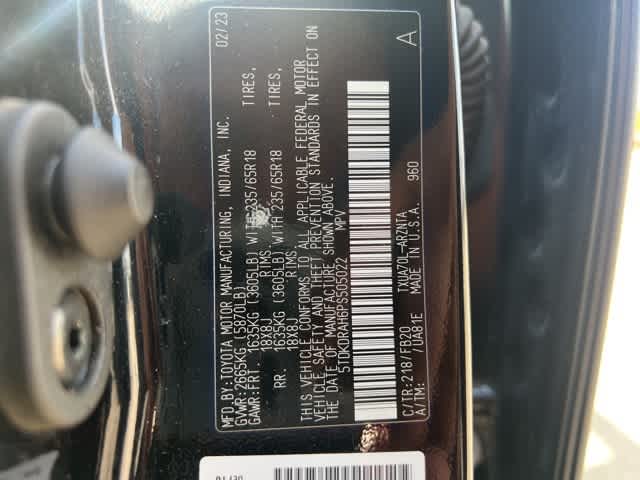 MFD.BY:TOYOTA MOTOR MANUFACTURING, INDIANA, INC. 02/23
GVWR:2665KG (5870LB)
GAWR:FRT. 1635KG (3605LB) WITH 235/65R18 TIRES,
18X8J RIMS
RR. 1635KG (3605LB) WITH 235/65R18 TIRES,
18X8J RIMS
THIS VEHICLE CONFORMS TO ALL APPLICABLE FEDERAL MOTOR
VEHICLE SAFETY AND THEFT PREVENTION STANDARDS IN EFFECT ON
THE DATE OF MANUFACTURE SHOWN ABOVE.
5TDKDRAH6PS505022 MPV A
C/TR:218/FB20 TXUA70L-ARZNTA 960
A/TM: /UA81E MADE IN U.S.A.